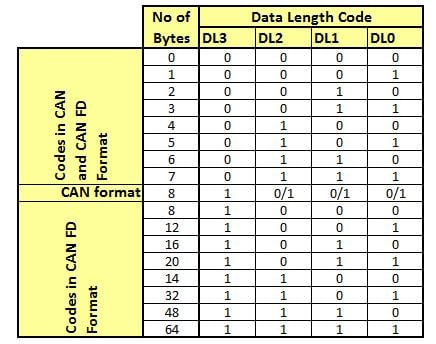 No of Data Length Code
Bytes DL3 DL2 DL1 DL0
Codes in CAN
and CAN FD
Format
0 0 0 0 0
1 0 0 0 1
2 0 0 1 0
3 0 0 1 1
4 0 1 0 0
5 0 1 0 1
6 0 1 1 0
7 0 1 1 1
CAN format 8 1 0/1 0/1 0/1
Codes in CAN FD
Format
8 1 0 0 0
12 1 0 0 1
16 1 0 1 0
20 1 0 1 1
14 1 1 0 0
32 1 1 0 1
48 1 1 1 0
64 1 1 1 1